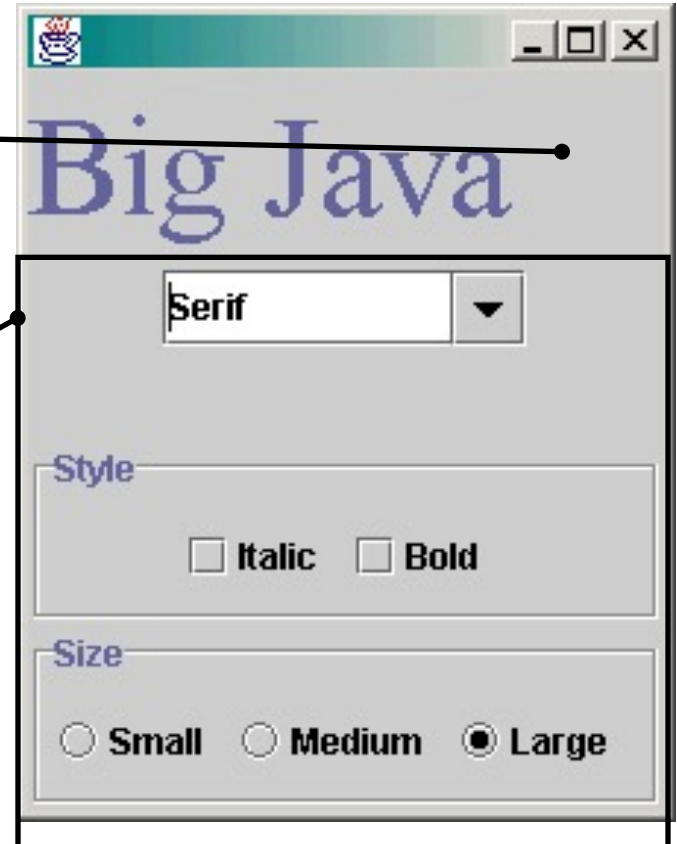 Big Java
Serif
Style
Italic Bold
Size
Small Medium Large